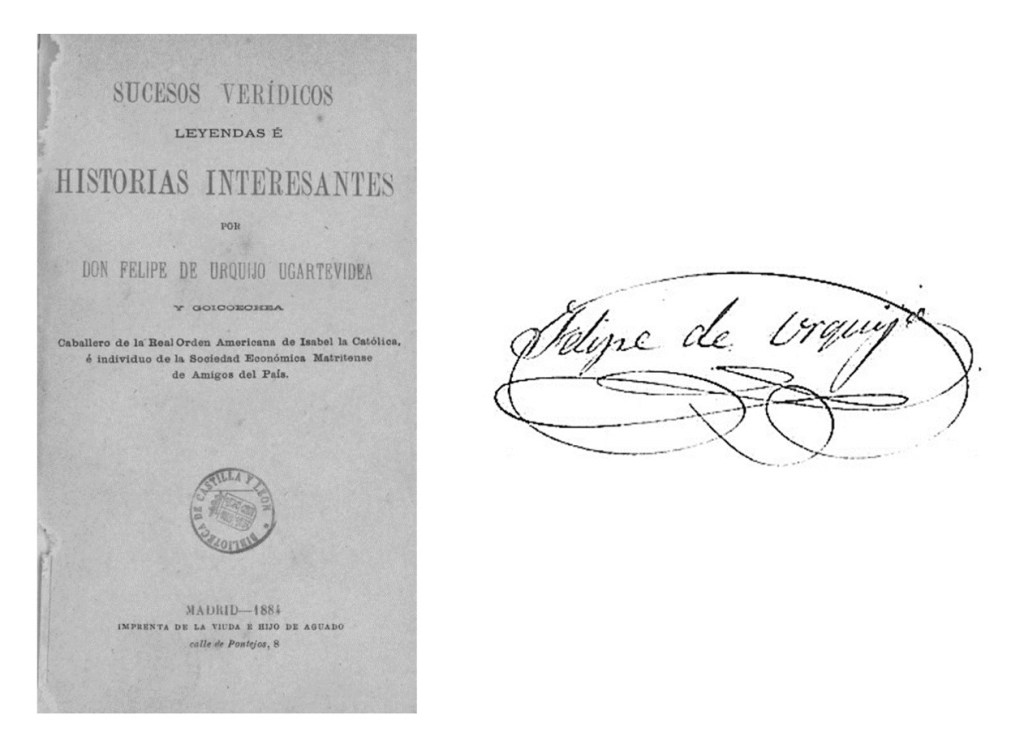 SUCESOS VERÍDICOS
LEYENDAS É
HISTORIAS INTERESANTES
POR
DON FELIPE DE URQUIJO UGARTEVIDEA
Y GOICOECHEA
Caballero de la Real Orden Americana de Isabel la Católica,
é individuo de la Sociedad Económica Matritense
de Amigos del País.
BIBLIOTECA DE CASTILLA Y LEÓN
MADRID—1884
IMPRENTA DE LA VIUDA E HIJO DE AGUADO
calle de Pontejos, 8
Felipe de Urquijo